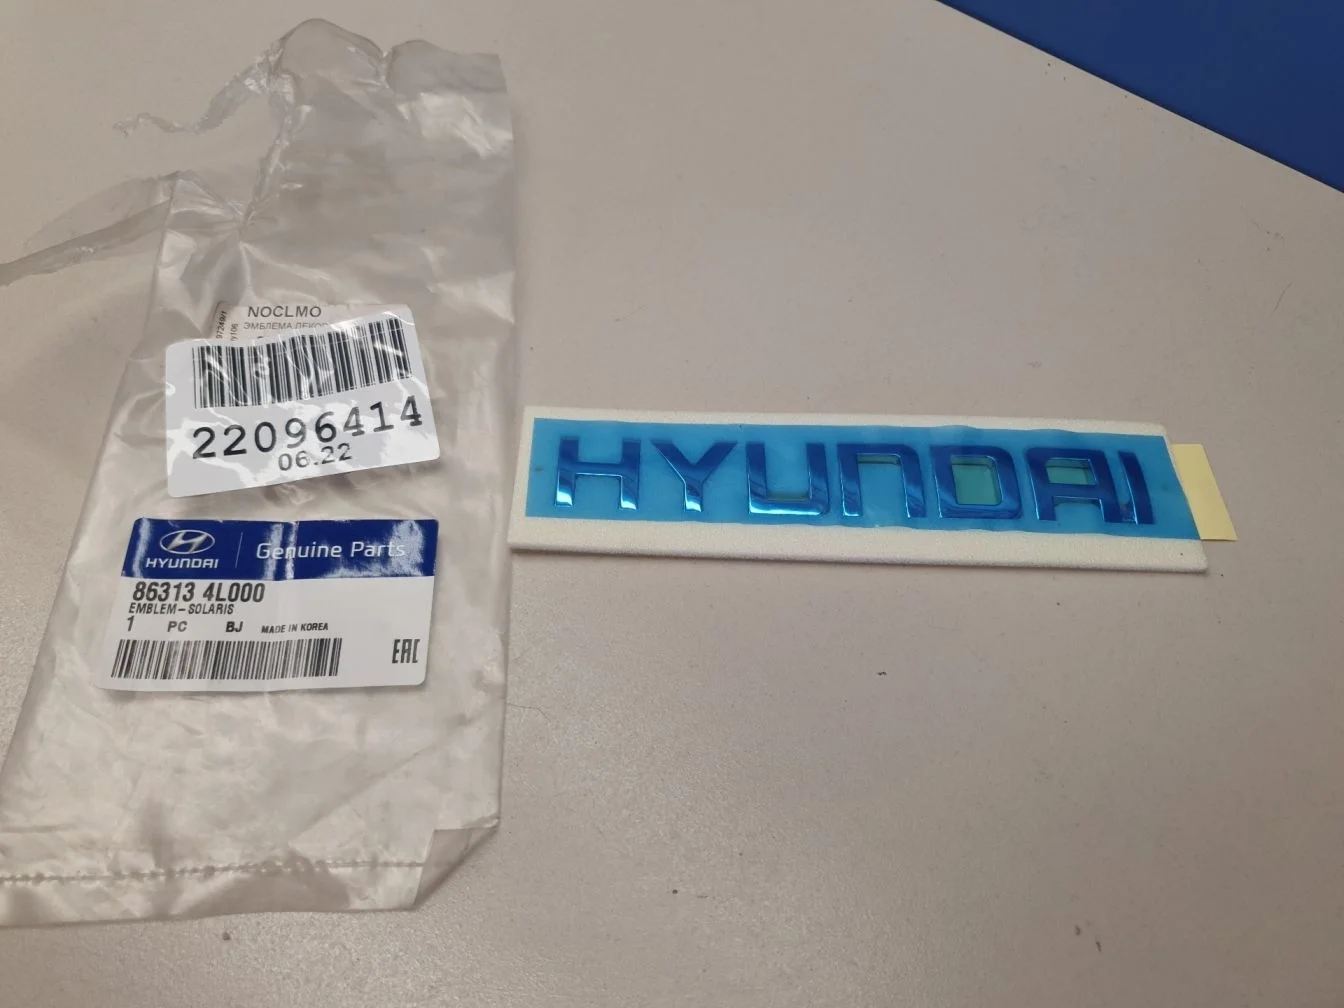 NOCLMO
ЭМБЛЕМА ДЕКОР
22096414
06.22
HYUNDAI
Genuine Parts
86313 4L000
EMBLEM-SOLARIS
1 PC BJ MADE IN KOREA
EAC
HYUNDAI